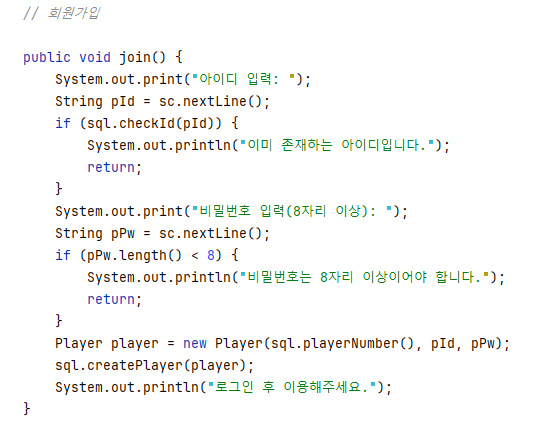 // 회원가입
public void join() {
    System.out.print("아이디 입력: ");
    String pId = sc.nextLine();
    if (sql.checkId(pId)) {
        System.out.println("이미 존재하는 아이디입니다.");
        return;
    }
    System.out.print("비밀번호 입력(8자리 이상): ");
    String pPw = sc.nextLine();
    if (pPw.length() < 8) {
        System.out.println("비밀번호는 8자리 이상이어야 합니다.");
        return;
    }
    Player player = new Player(sql.playerNumber(), pId, pPw);
    sql.createPlayer(player);
    System.out.println("로그인 후 이용해주세요.");
}